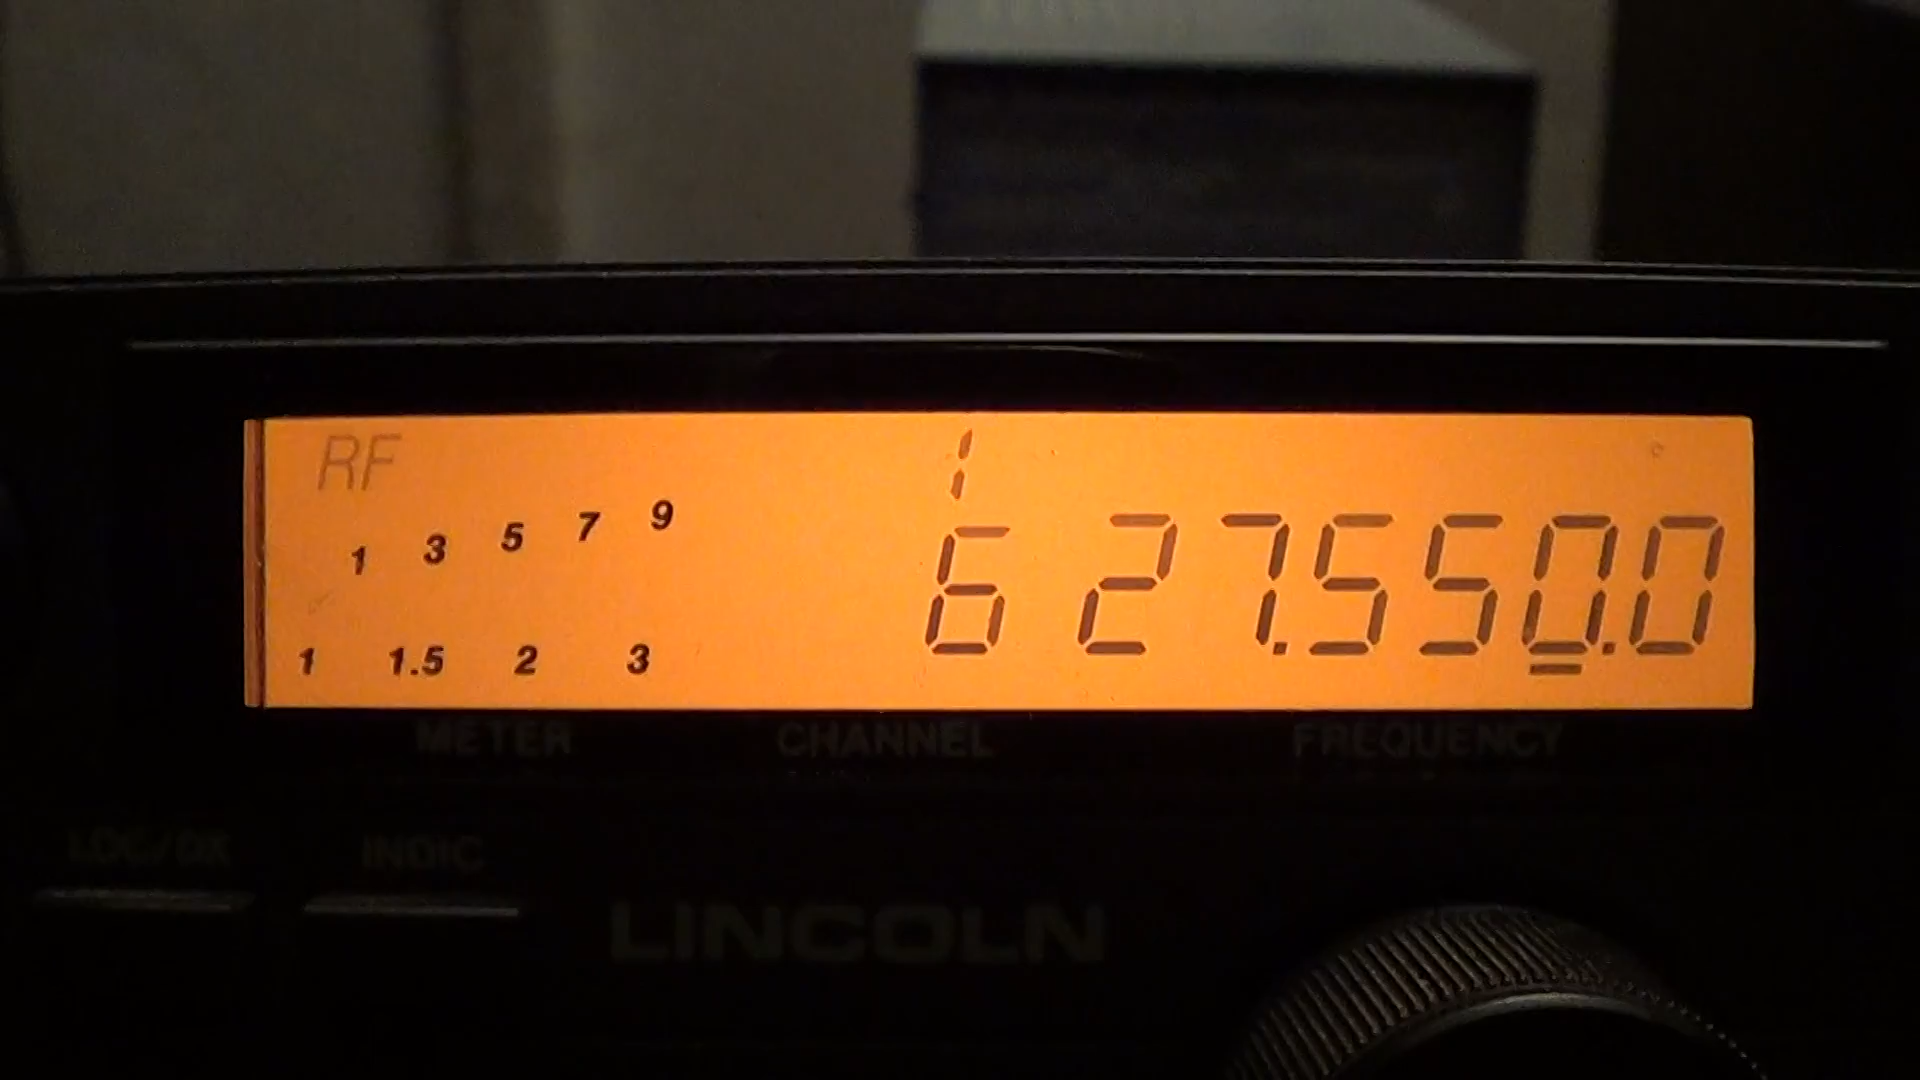 RF
1
1 3 5 7 9
6 27.550.0
1 1.5 2 3
METER CHANNEL FREQUENCY
LOC/DX INDIC
LINCOLN